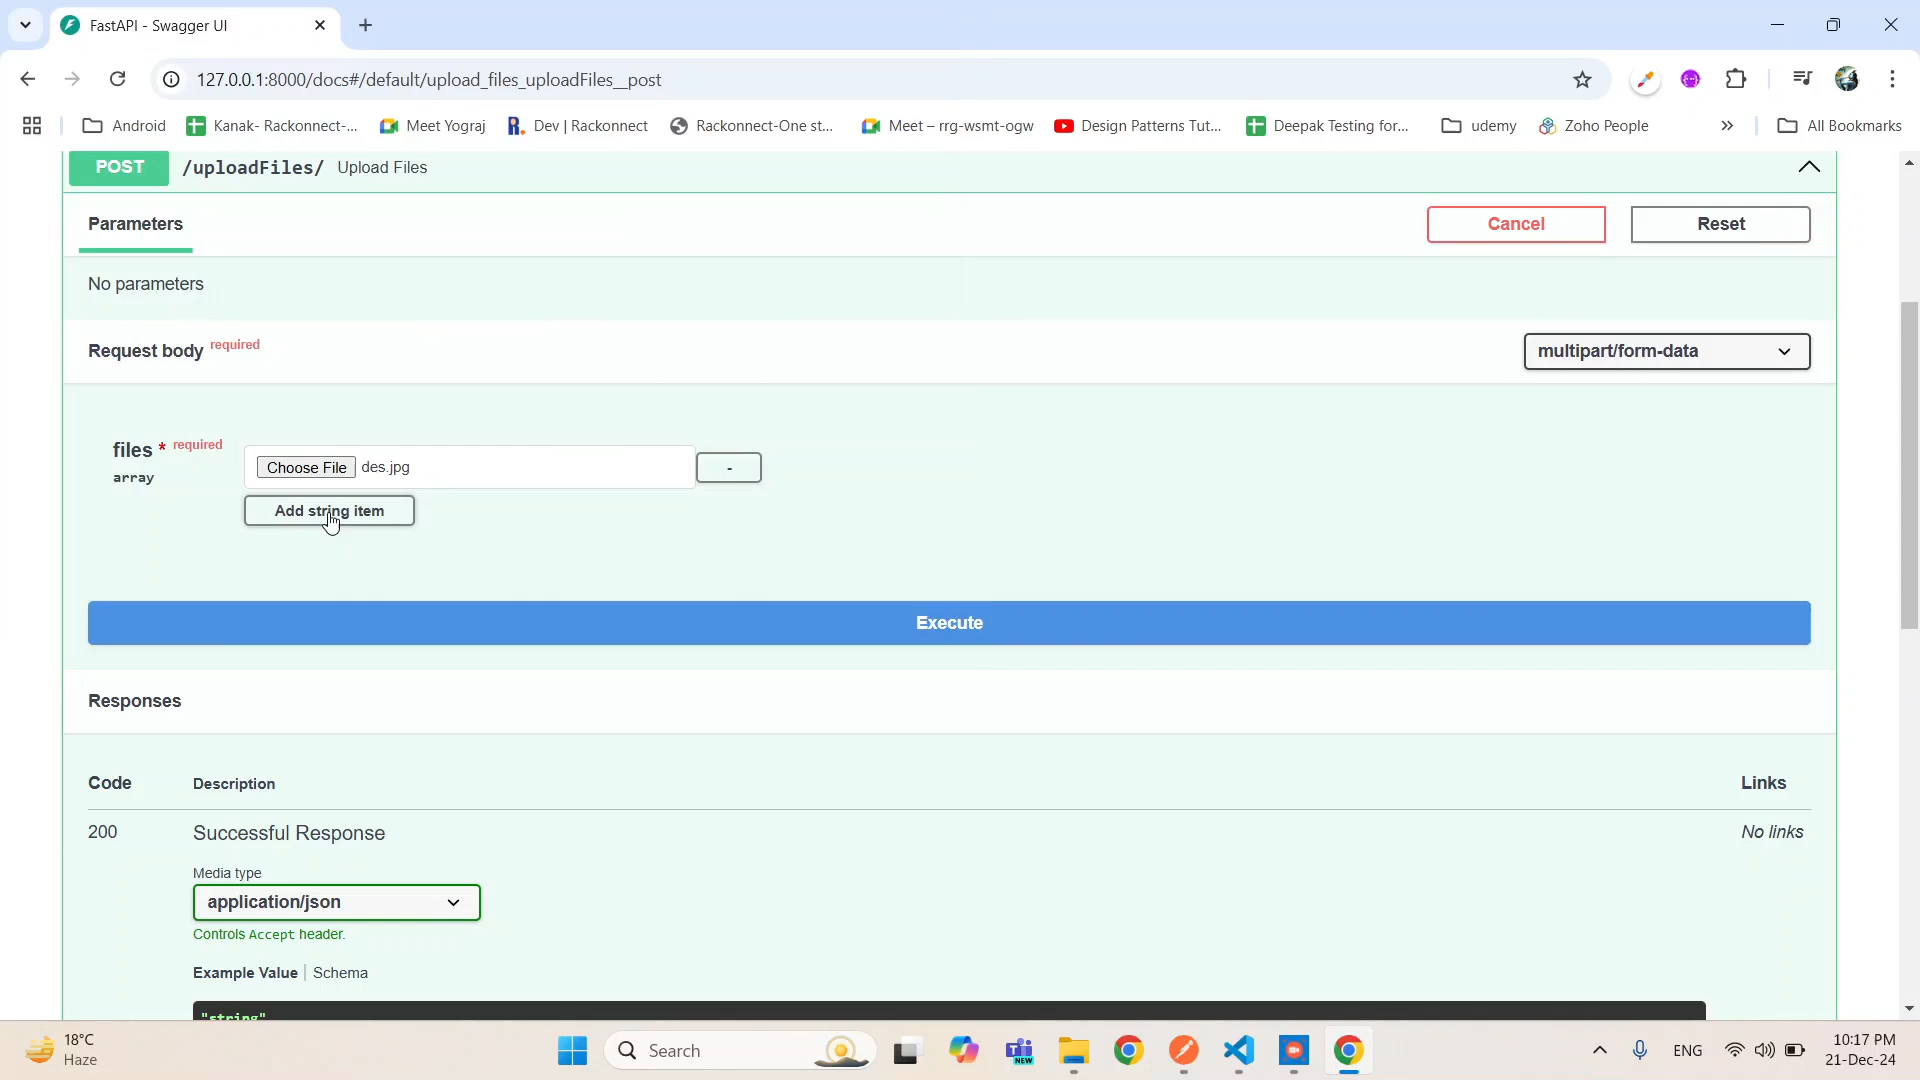 FastAPI - Swagger UI
127.0.0.1:8000/docs#/default/upload_files_uploadFiles__post
Android
Kanak- Rackonnect-...
Meet Yograj
Dev | Rackonnect
Rackonnect-One st...
Meet – rrg-wsmt-ogw
Design Patterns Tut...
Deepak Testing for...
udemy
Zoho People
All Bookmarks
POST /uploadFiles/ Upload Files
Parameters
Cancel
Reset
No parameters
Request body required
multipart/form-data
files * required
array
Choose File des.jpg
-
Add string item
Execute
Responses
Code Description Links
200 Successful Response No links
Media type
application/json
Controls Accept header.
Example Value | Schema
"string"
18°C
Haze
Search
NEW
ENG
10:17 PM
21-Dec-24